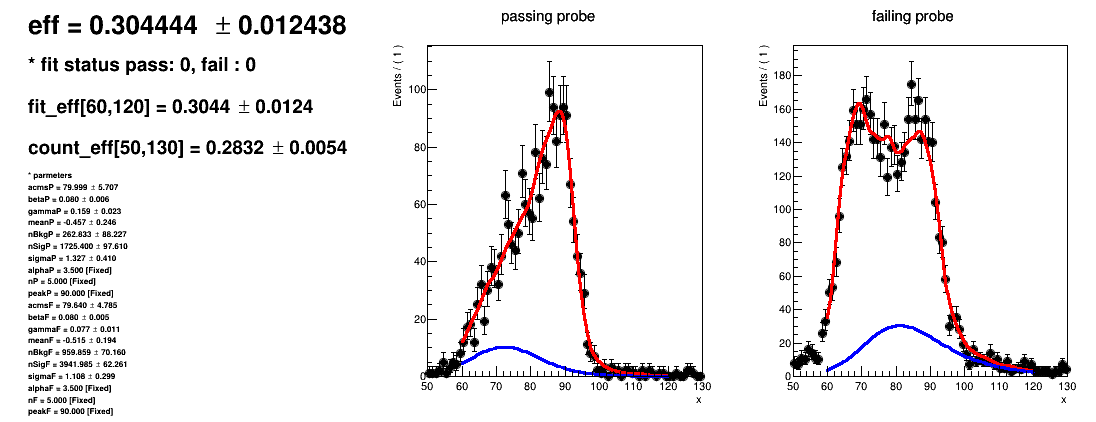 eff = 0.304444 ± 0.012438
* fit status pass: 0, fail : 0
fit_eff[60,120] = 0.3044 ± 0.0124
count_eff[50,130] = 0.2832 ± 0.0054
* parmeters
acmsP = 79.999 ± 5.707
betaP = 0.080 ± 0.006
gammaP = 0.159 ± 0.023
meanP = -0.457 ± 0.246
nBkgP = 262.833 ± 88.227
nSigP = 1725.400 ± 97.610
sigmaP = 1.327 ± 0.410
alphaP = 3.500 [Fixed]
nP = 5.000 [Fixed]
peakP = 90.000 [Fixed]
acmsF = 79.640 ± 4.785
betaF = 0.080 ± 0.005
gammaF = 0.077 ± 0.011
meanF = -0.515 ± 0.194
nBkgF = 959.859 ± 70.160
nSigF = 3941.985 ± 62.261
sigmaF = 1.108 ± 0.299
alphaF = 3.500 [Fixed]
nF = 5.000 [Fixed]
peakF = 90.000 [Fixed]
passing probe
Events / ( 1 )
100
80
60
40
20
0
50 60 70 80 90 100 110 120 130
x
failing probe
Events / ( 1 )
180
160
140
120
100
80
60
40
20
0
50 60 70 80 90 100 110 120 130
x